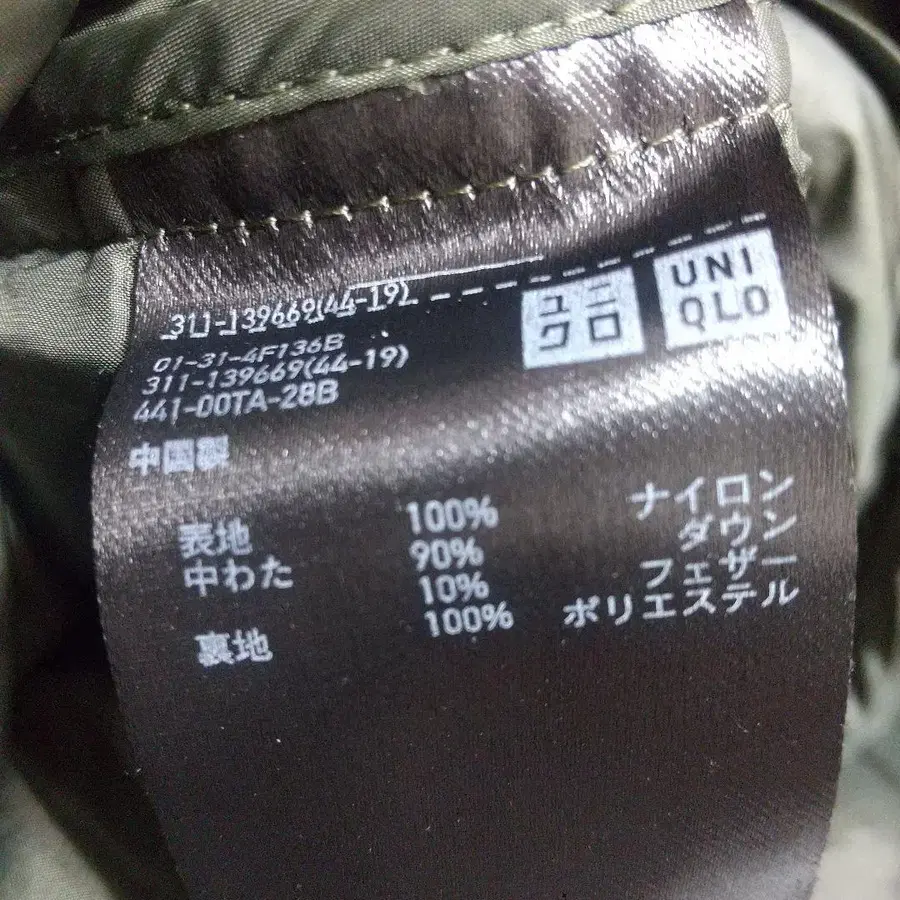 311-139669(44-19)
ユニ
クロ
UNI
QLO
01-31-4F136B
311-139669(44-19)
441-00TA-28B
中国製
表地 100% ナイロン
中わた 90% ダウン
10% フェザー
裏地 100% ポリエステル